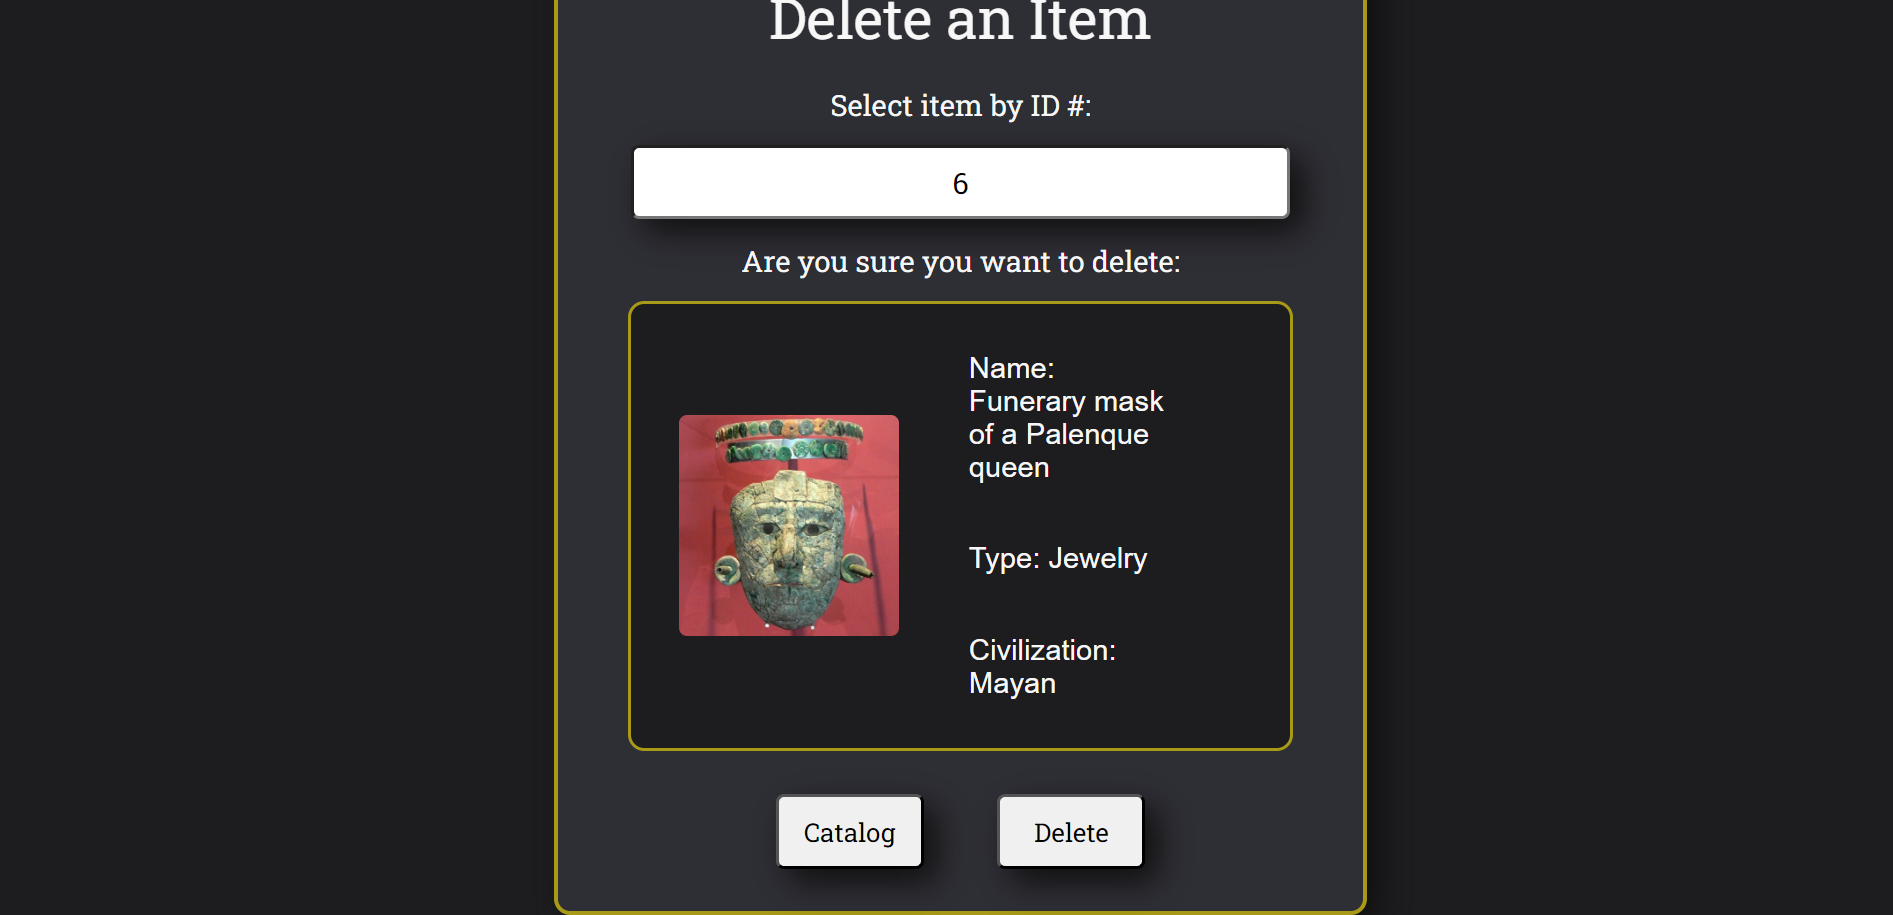 Delete an Item
Select item by ID #:
6
Are you sure you want to delete:
Name:
Funerary mask
of a Palenque
queen
Type: Jewelry
Civilization:
Mayan
Catalog
Delete